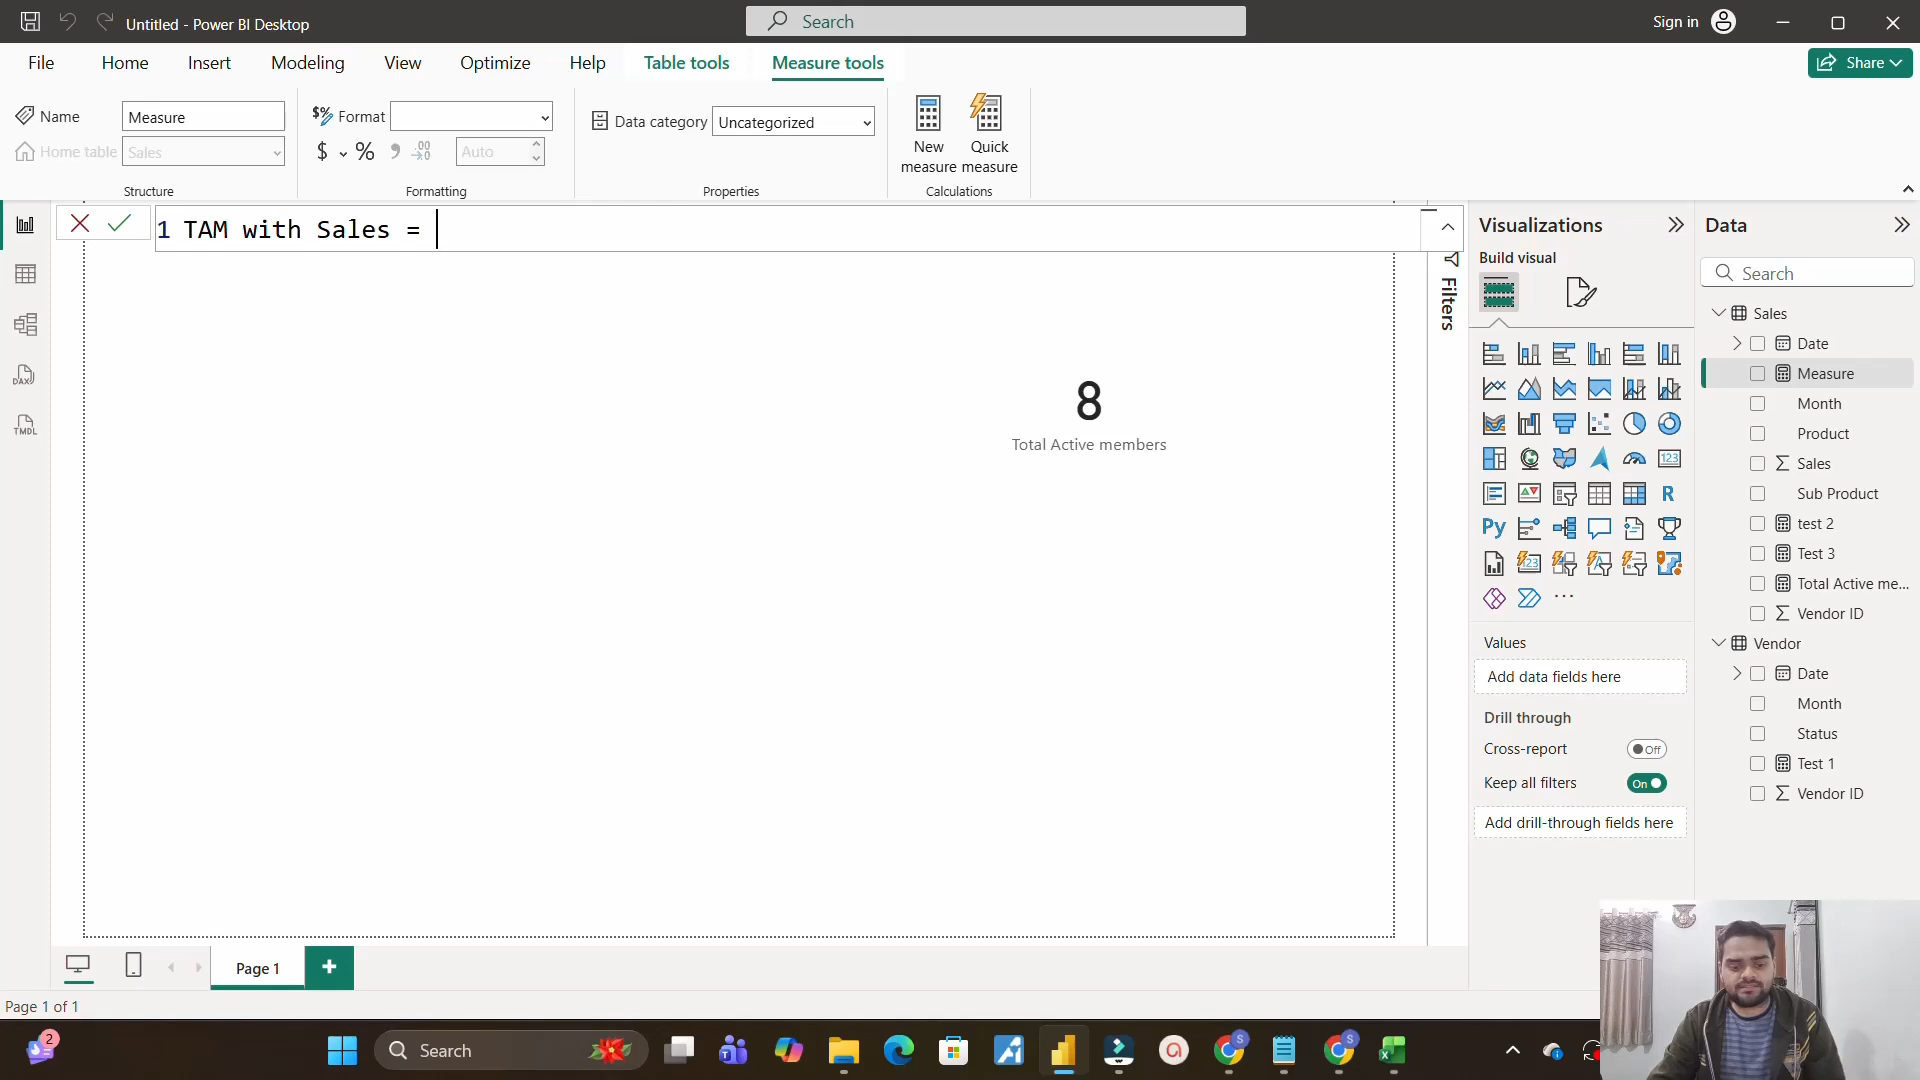 Untitled - Power BI Desktop
Search
Sign in
File
Home
Insert
Modeling
View
Optimize
Help
Table tools
Measure tools
Share
Name
Measure
Home table
Sales
Structure
$%
Format
$
%
Auto
Formatting
Data category
Uncategorized
Properties
New measure
Quick measure
Calculations
1 TAM with Sales =
8
Total Active members
Filters
Visualizations
Build visual
Values
Add data fields here
Drill through
Cross-report
Off
Keep all filters
On
Add drill-through fields here
Data
Search
Sales
Date
Measure
Month
Product
Sales
Sub Product
test 2
Test 3
Total Active me...
Vendor ID
Vendor
Date
Month
Status
Test 1
Vendor ID
DAX
TMDL
123
R
Py
Page 1
Page 1 of 1
2
Search